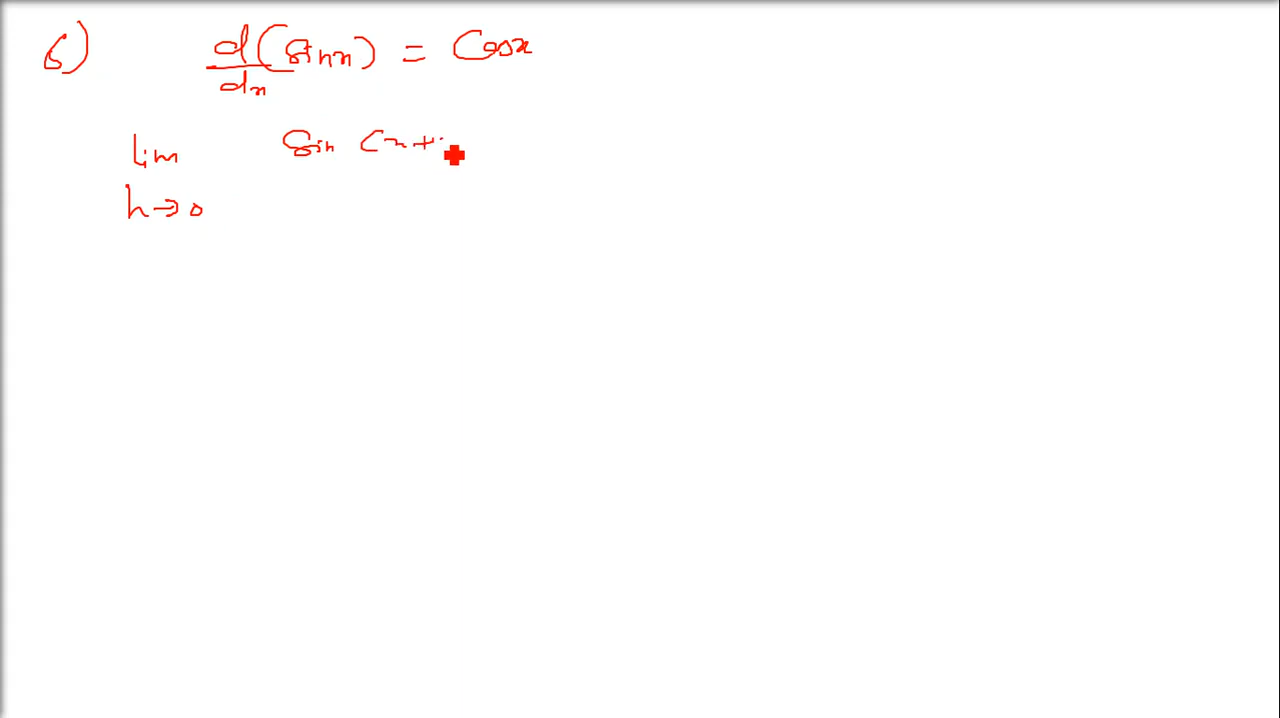 6) d/dx (sin x) = Cos x
lim h→0 Sin (x +